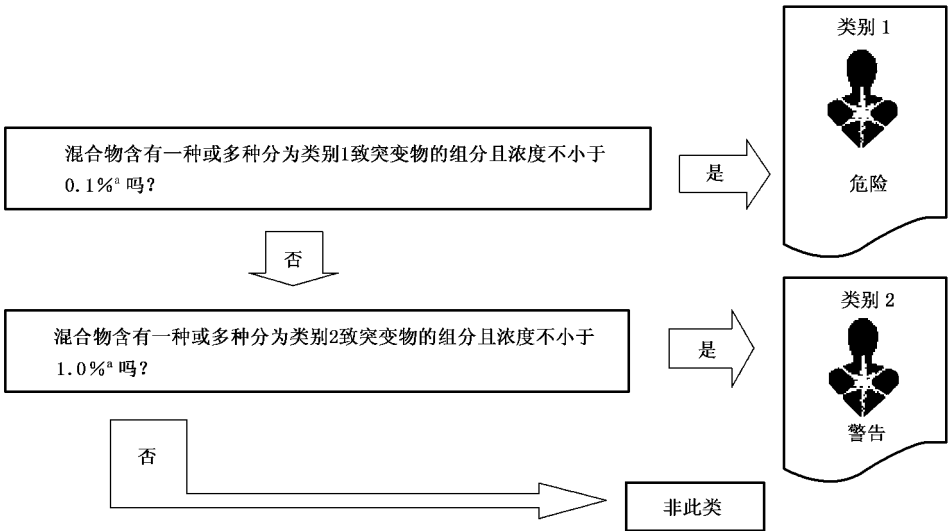 类别 1
混合物含有一种或多种分为类别1致突变物的组分且浓度不小于
0.1%ª 吗？
是
危险
否
类别 2
混合物含有一种或多种分为类别2致突变物的组分且浓度不小于
1.0%ª 吗？
是
警告
否
非此类